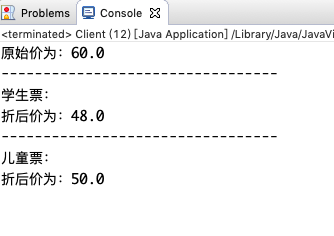 Problems Console
<terminated> Client (12) [Java Application] /Library/Java/JavaVi
原始价为：60.0
---------------------------------
学生票：
折后价为：48.0
---------------------------------
儿童票：
折后价为：50.0